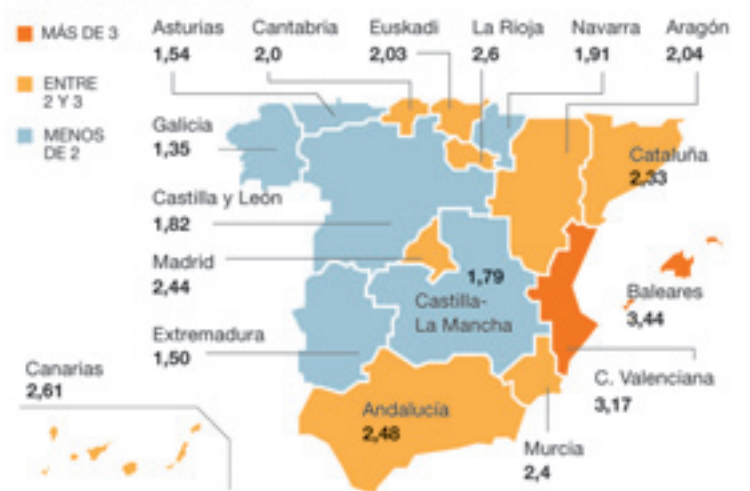 MÁS DE 3
ENTRE
2 Y 3
MENOS
DE 2
Asturias
1,54
Cantabria
2,0
Euskadi
2,03
La Rioja
2,6
Navarra
1,91
Aragón
2,04
Galicia
1,35
Cataluña
2,33
Castilla y León
1,82
Madrid
2,44
1,79
Castilla-
La Mancha
Baleares
3,44
Extremadura
1,50
Canarias
2,61
C. Valenciana
3,17
Andalucía
2,48
Murcia
2,4